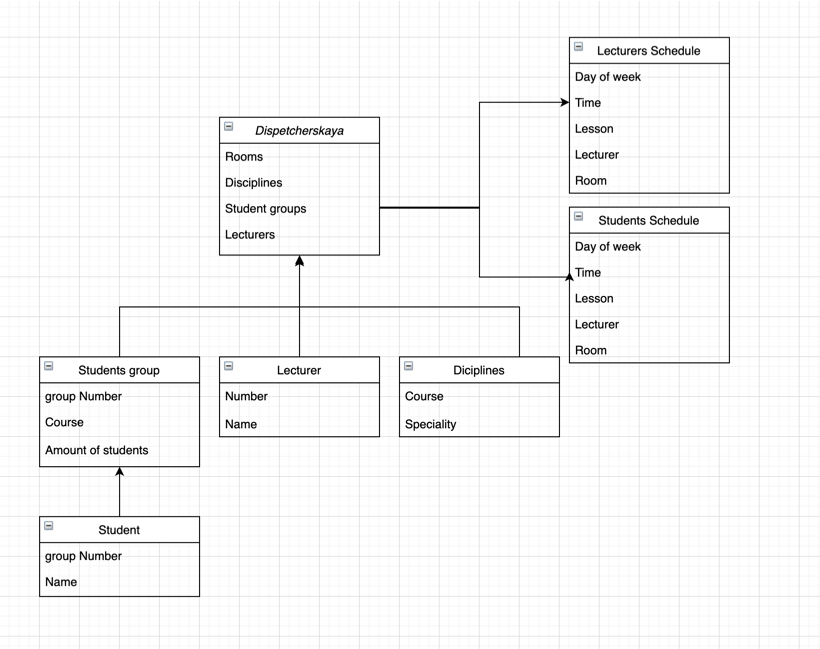 Lecturers Schedule
Day of week
Time
Lesson
Lecturer
Room
Dispetcherskaya
Rooms
Disciplines
Student groups
Lecturers
Students Schedule
Day of week
Time
Lesson
Lecturer
Room
Students group
group Number
Course
Amount of students
Lecturer
Number
Name
Diciplines
Course
Speciality
Student
group Number
Name